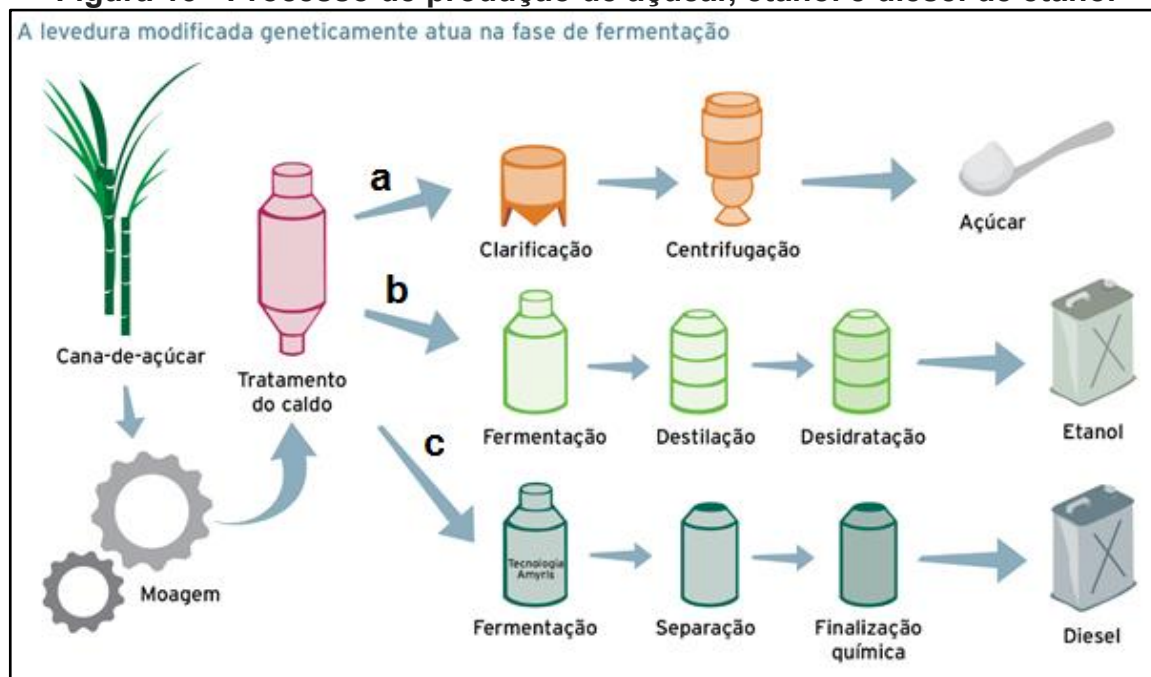 A levedura modificada geneticamente atua na fase de fermentação
a
Clarificação
Centrifugação
Açúcar
Cana-de-açúcar
Tratamento
do caldo
b
Fermentação
Destilação
Desidratação
Etanol
c
Moagem
Tecnologia
Amyris
Fermentação
Separação
Finalização
química
Diesel